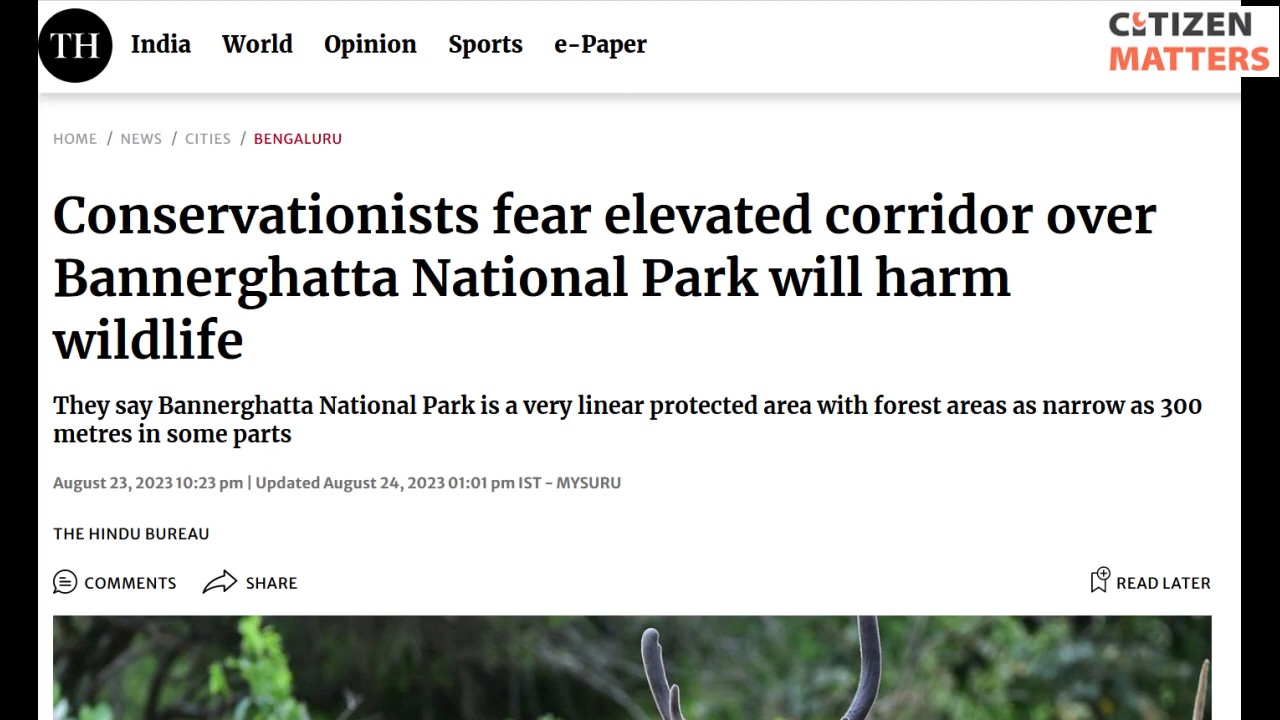 TH India World Opinion Sports e-Paper
CITIZEN
MATTERS
HOME / NEWS / CITIES / BENGALURU
Conservationists fear elevated corridor over
Bannerghatta National Park will harm
wildlife
They say Bannerghatta National Park is a very linear protected area with forest areas as narrow as 300
metres in some parts
August 23, 2023 10:23 pm | Updated August 24, 2023 01:01 pm IST - MYSURU
THE HINDU BUREAU
COMMENTS SHARE READ LATER